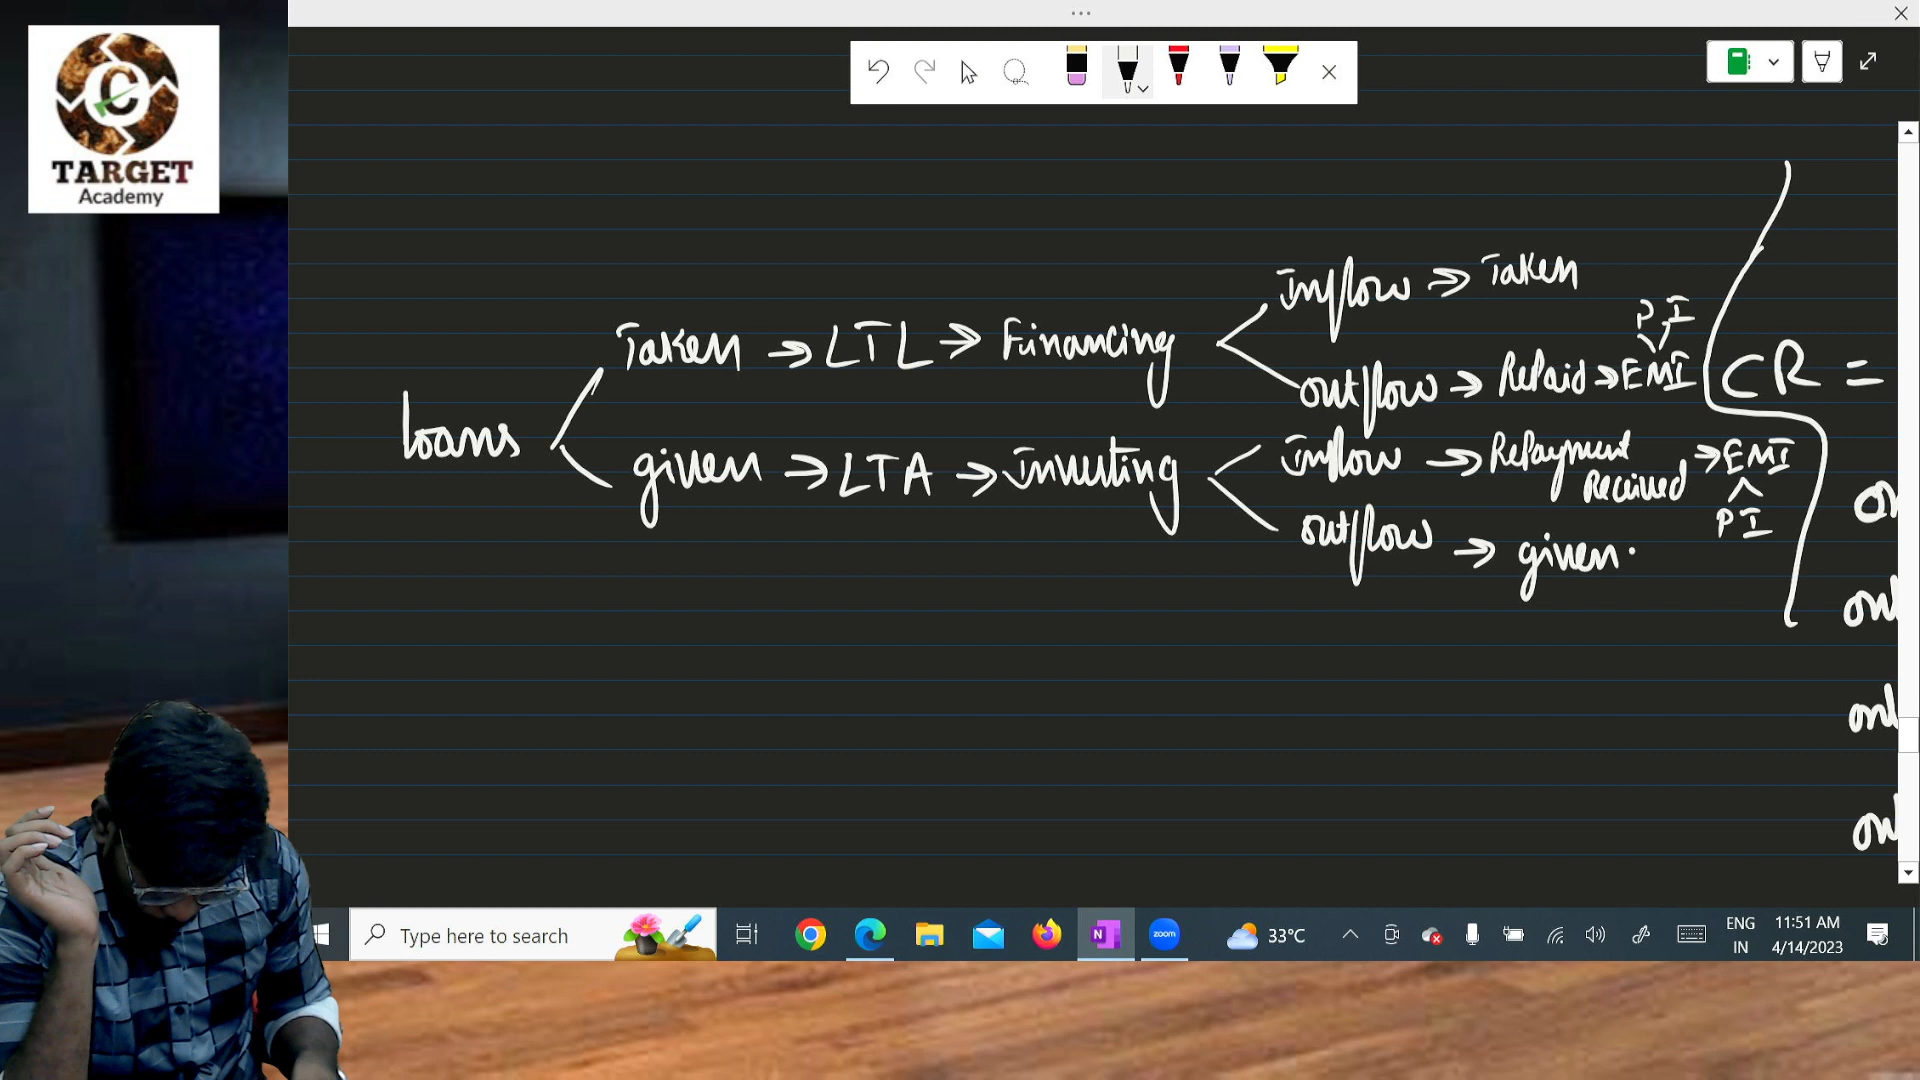 TARGET
Academy
loans
Taken → LTL → Financing
Inflow → Taken
outflow → Repaid → EMI
P I
given → LTA → Investing
Inflow → Repayment Received → EMI
P I
outflow → given.
CR =
Type here to search
zoom
N
33°C
ENG
IN
11:51 AM
4/14/2023